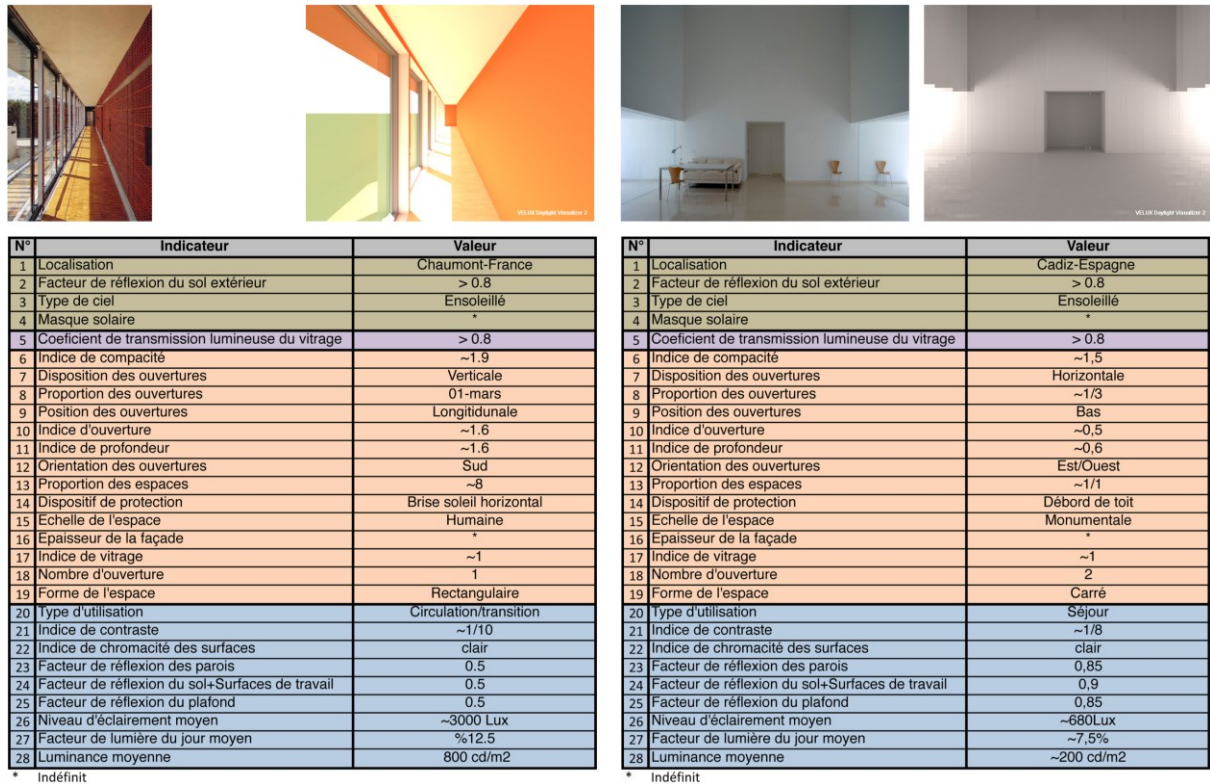 VELUX Daylight Visualizer 2
VELUX Daylight Visualizer 2
N° Indicateur Valeur
1 Localisation Chaumont-France
2 Facteur de réflexion du sol extérieur > 0.8
3 Type de ciel Ensoleillé
4 Masque solaire *
5 Coeficient de transmission lumineuse du vitrage > 0.8
6 Indice de compacité ~1.9
7 Disposition des ouvertures Verticale
8 Proportion des ouvertures 01-mars
9 Position des ouvertures Longitidunale
10 Indice d'ouverture ~1.6
11 Indice de profondeur ~1.6
12 Orientation des ouvertures Sud
13 Proportion des espaces ~8
14 Dispositif de protection Brise soleil horizontal
15 Echelle de l'espace Humaine
16 Epaisseur de la façade *
17 Indice de vitrage ~1
18 Nombre d'ouverture 1
19 Forme de l'espace Rectangulaire
20 Type d'utilisation Circulation/transition
21 Indice de contraste ~1/10
22 Indice de chromacité des surfaces clair
23 Facteur de réflexion des parois 0.5
24 Facteur de réflexion du sol+Surfaces de travail 0.5
25 Facteur de réflexion du plafond 0.5
26 Niveau d'éclairement moyen ~3000 Lux
27 Facteur de lumière du jour moyen %12.5
28 Luminance moyenne 800 cd/m2
* Indéfinit
N° Indicateur Valeur
1 Localisation Cadiz-Espagne
2 Facteur de réflexion du sol extérieur > 0.8
3 Type de ciel Ensoleillé
4 Masque solaire *
5 Coeficient de transmission lumineuse du vitrage > 0.8
6 Indice de compacité ~1,5
7 Disposition des ouvertures Horizontale
8 Proportion des ouvertures ~1/3
9 Position des ouvertures Bas
10 Indice d'ouverture ~0,5
11 Indice de profondeur ~0,6
12 Orientation des ouvertures Est/Ouest
13 Proportion des espaces ~1/1
14 Dispositif de protection Débord de toit
15 Echelle de l'espace Monumentale
16 Epaisseur de la façade *
17 Indice de vitrage ~1
18 Nombre d'ouverture 2
19 Forme de l'espace Carré
20 Type d'utilisation Séjour
21 Indice de contraste ~1/8
22 Indice de chromacité des surfaces clair
23 Facteur de réflexion des parois 0,85
24 Facteur de réflexion du sol+Surfaces de travail 0,9
25 Facteur de réflexion du plafond 0,85
26 Niveau d'éclairement moyen ~680Lux
27 Facteur de lumière du jour moyen ~7,5%
28 Luminance moyenne ~200 cd/m2
* Indéfinit